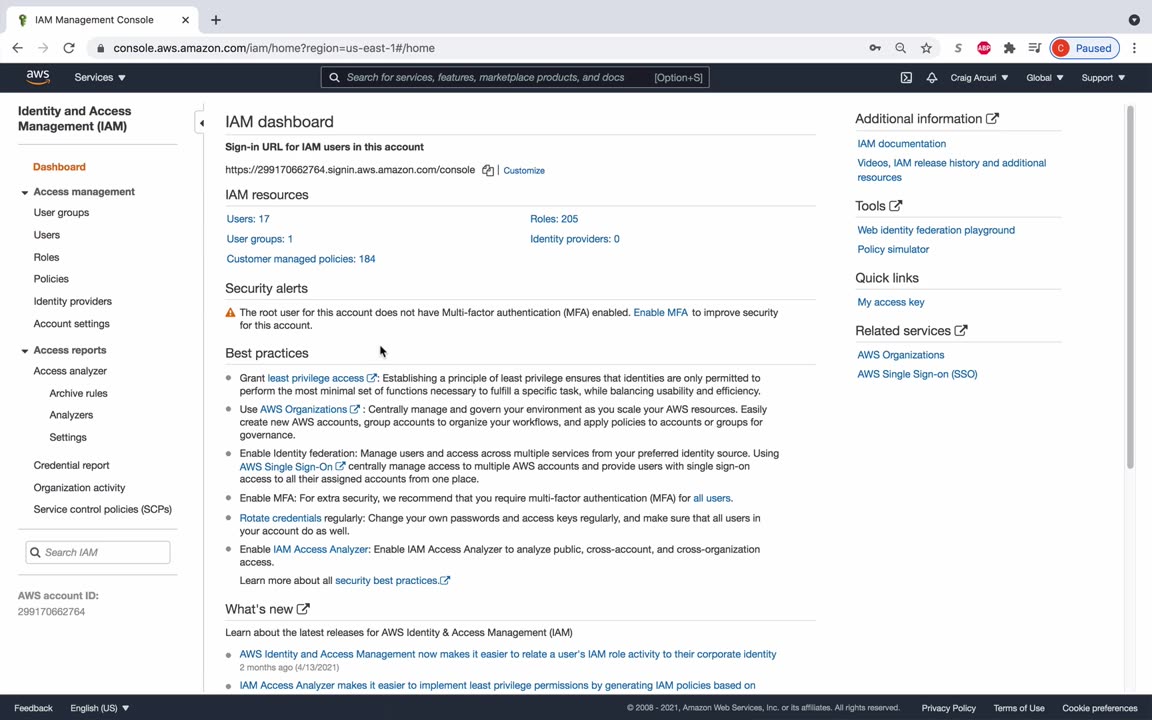 IAM Management Console
console.aws.amazon.com/iam/home?region=us-east-1#/home
S
ABP
C Paused
aws
Services
Search for services, features, marketplace products, and docs [Option+S]
Craig Arcuri
Global
Support
Identity and Access
Management (IAM)
Dashboard
Access management
User groups
Users
Roles
Policies
Identity providers
Account settings
Access reports
Access analyzer
Archive rules
Analyzers
Settings
Credential report
Organization activity
Service control policies (SCPs)
Search IAM
AWS account ID:
299170662764
IAM dashboard
Sign-in URL for IAM users in this account
https://299170662764.signin.aws.amazon.com/console | Customize
IAM resources
Users: 17
Roles: 205
User groups: 1
Identity providers: 0
Customer managed policies: 184
Security alerts
The root user for this account does not have Multi-factor authentication (MFA) enabled. Enable MFA to improve security
for this account.
Best practices
Grant least privilege access : Establishing a principle of least privilege ensures that identities are only permitted to
perform the most minimal set of functions necessary to fulfill a specific task, while balancing usability and efficiency.
Use AWS Organizations : Centrally manage and govern your environment as you scale your AWS resources. Easily
create new AWS accounts, group accounts to organize your workflows, and apply policies to accounts or groups for
governance.
Enable Identity federation: Manage users and access across multiple services from your preferred identity source. Using
AWS Single Sign-On centrally manage access to multiple AWS accounts and provide users with single sign-on
access to all their assigned accounts from one place.
Enable MFA: For extra security, we recommend that you require multi-factor authentication (MFA) for all users.
Rotate credentials regularly: Change your own passwords and access keys regularly, and make sure that all users in
your account do as well.
Enable IAM Access Analyzer: Enable IAM Access Analyzer to analyze public, cross-account, and cross-organization
access.
Learn more about all security best practices.
What's new
Learn about the latest releases for AWS Identity & Access Management (IAM)
AWS Identity and Access Management now makes it easier to relate a user's IAM role activity to their corporate identity
2 months ago (4/13/2021)
IAM Access Analyzer makes it easier to implement least privilege permissions by generating IAM policies based on
Additional information
IAM documentation
Videos, IAM release history and additional
resources
Tools
Web identity federation playground
Policy simulator
Quick links
My access key
Related services
AWS Organizations
AWS Single Sign-on (SSO)
Feedback
English (US)
© 2008 - 2021, Amazon Web Services, Inc. or its affiliates. All rights reserved.
Privacy Policy
Terms of Use
Cookie preferences